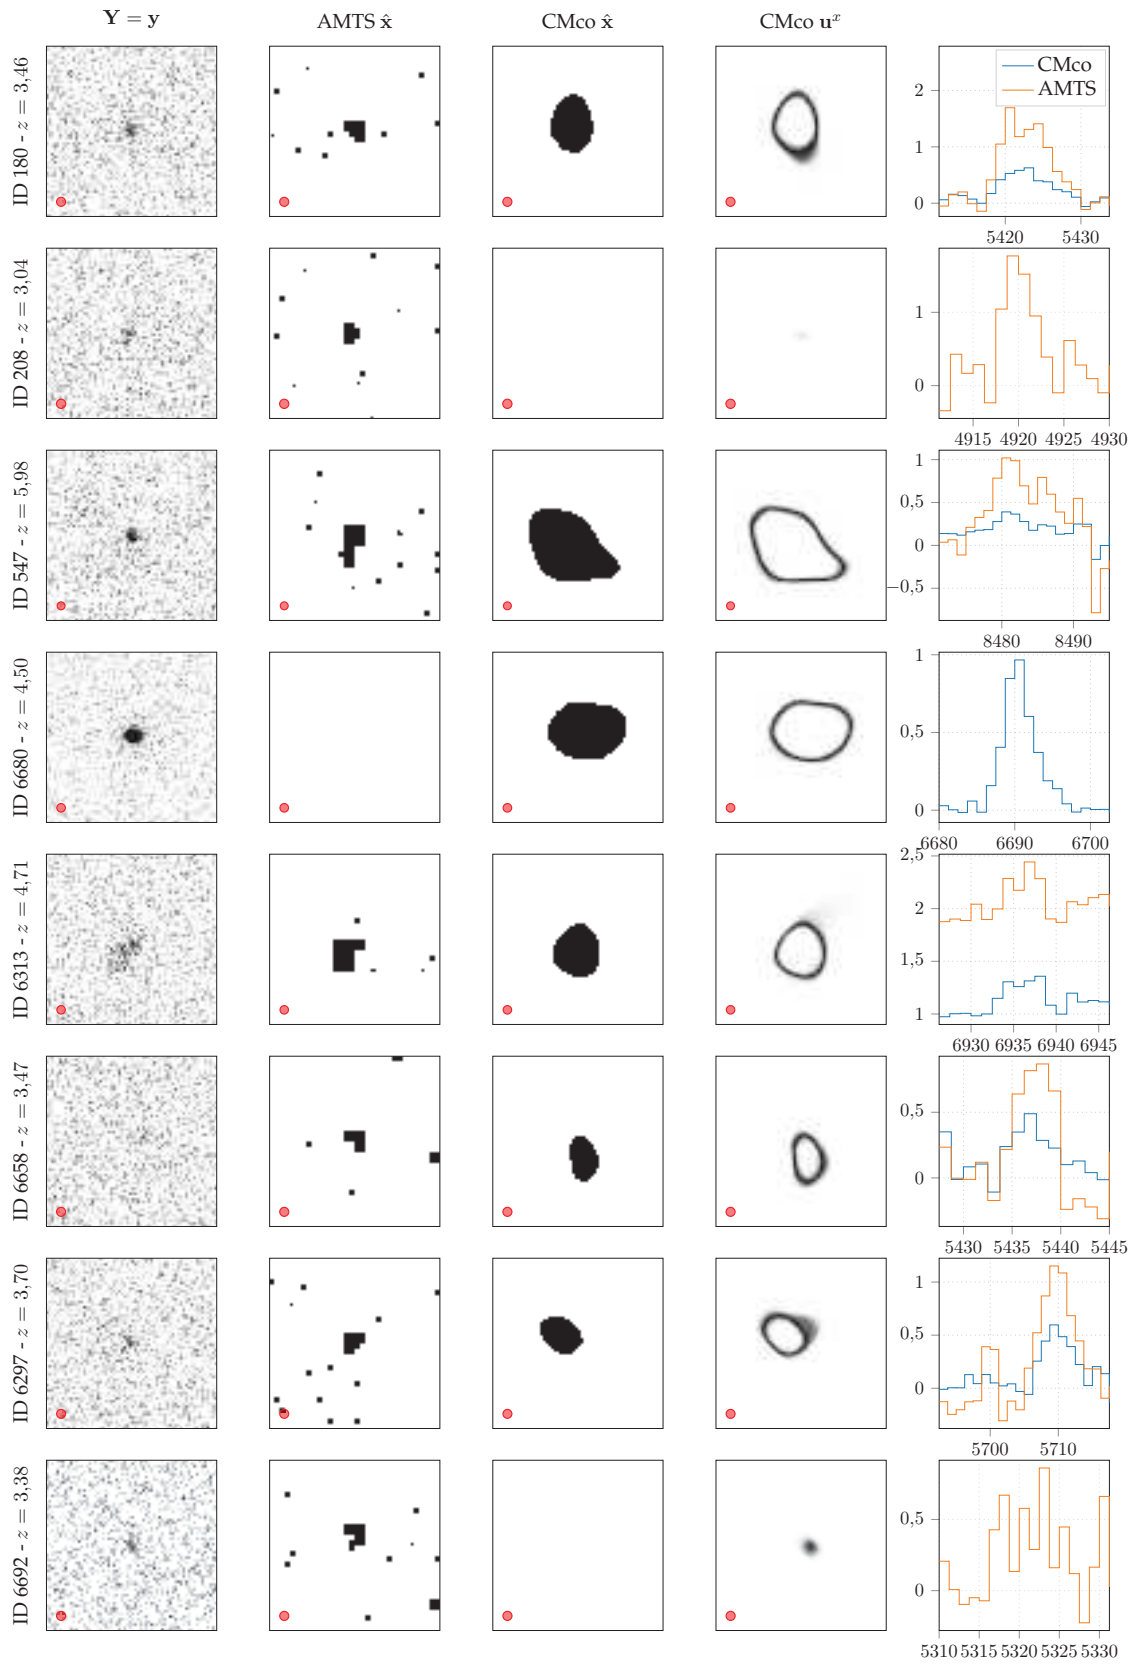 Y = y AMTS x̂ CMco x̂ CMco uˣ
ID 180 - z = 3,46
CMco
AMTS
2
1
0
5420 5430
ID 208 - z = 3,04
1
0
4915 4920 4925 4930
ID 547 - z = 5,98
1
0,5
0
−0,5
8480 8490
ID 6680 - z = 4,50
1
0,5
0
6680 6690 6700
ID 6313 - z = 4,71
2,5
2
1,5
1
6930 6935 6940 6945
ID 6658 - z = 3,47
0,5
0
5430 5435 5440 5445
ID 6297 - z = 3,70
1
0,5
0
5700 5710
ID 6692 - z = 3,38
0,5
0
5310 5315 5320 5325 5330